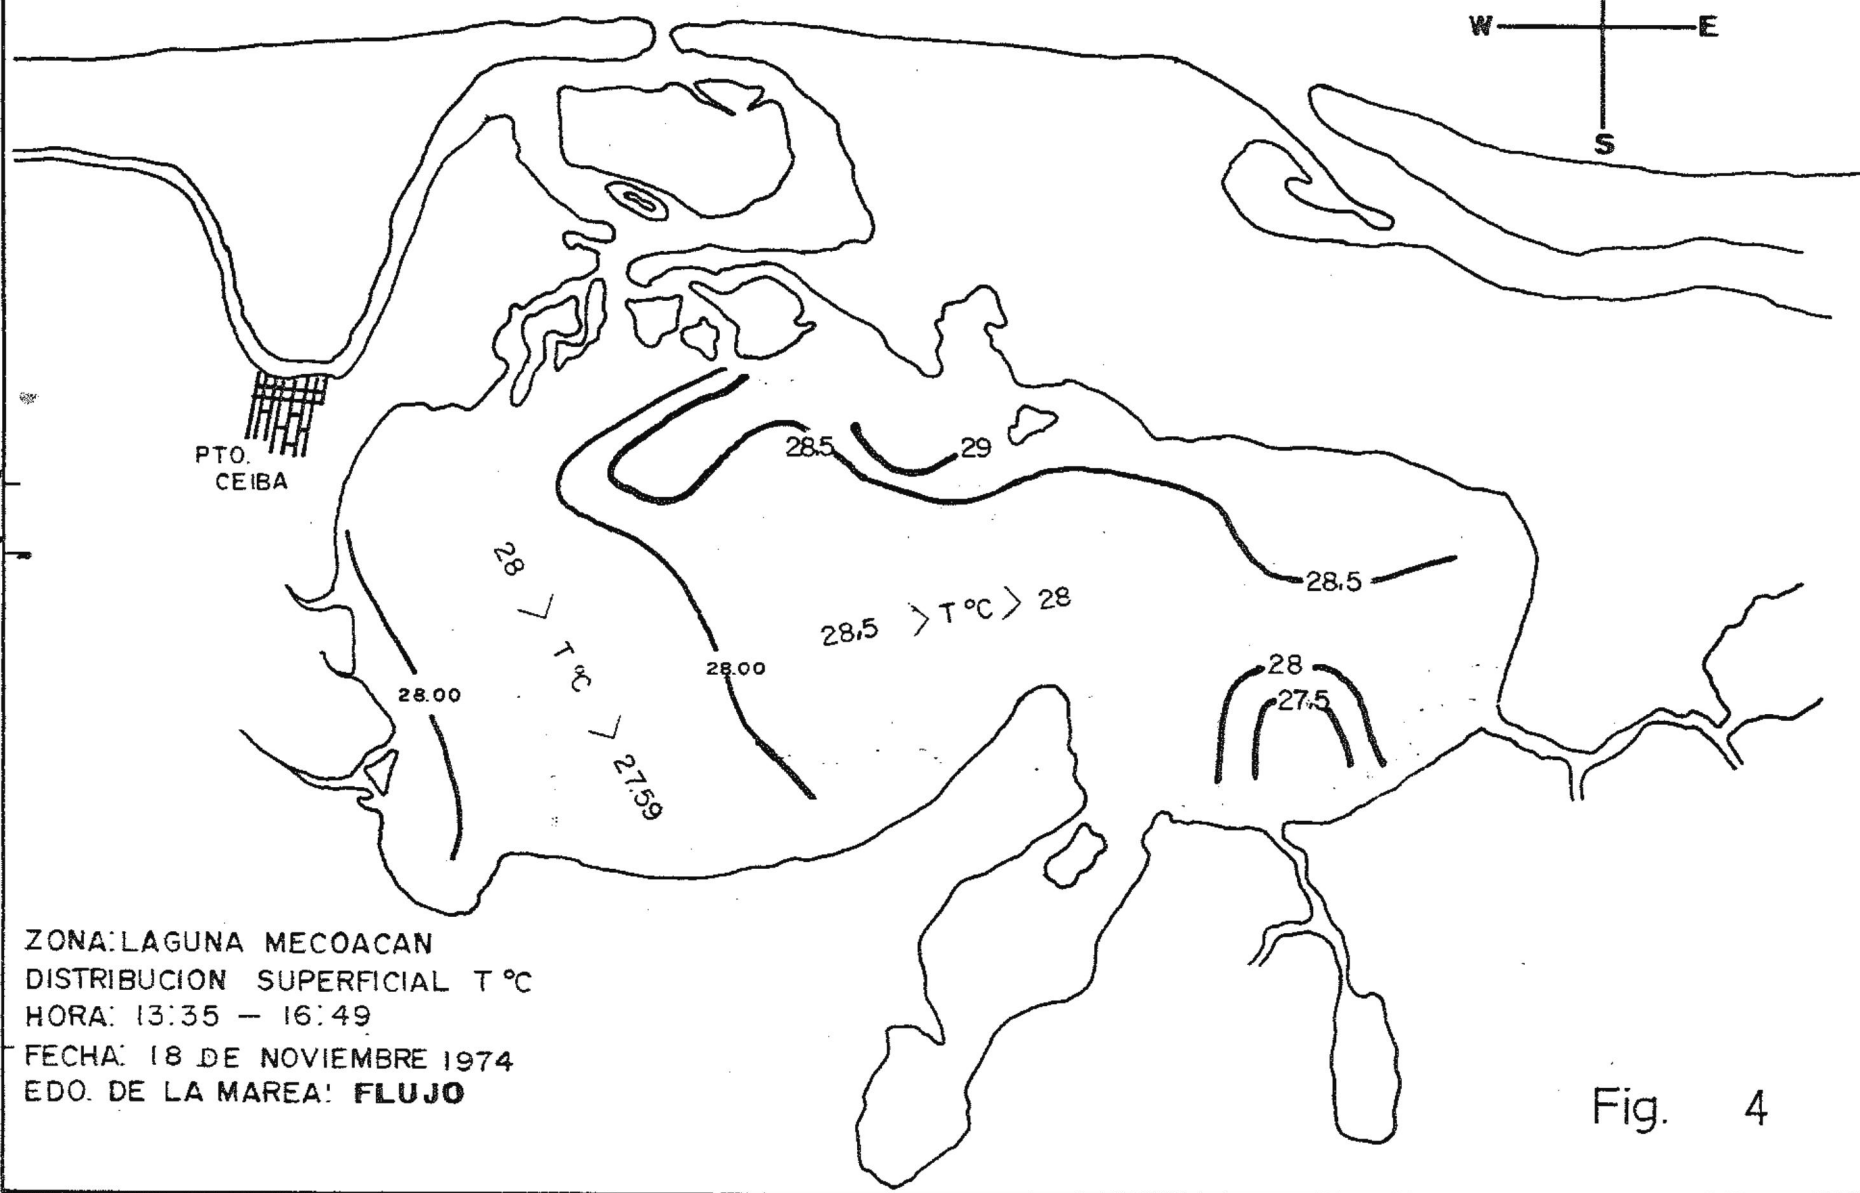 W E
S
PTO.
CEIBA
28.5
29
28.5
28.5 > T °C > 28
28 > T °C > 27.59
28.00
28.00
28
27.5
ZONA: LAGUNA MECOACAN
DISTRIBUCION SUPERFICIAL T °C
HORA: 13:35 — 16:49
FECHA: 18 DE NOVIEMBRE 1974
EDO. DE LA MAREA: FLUJO
Fig. 4